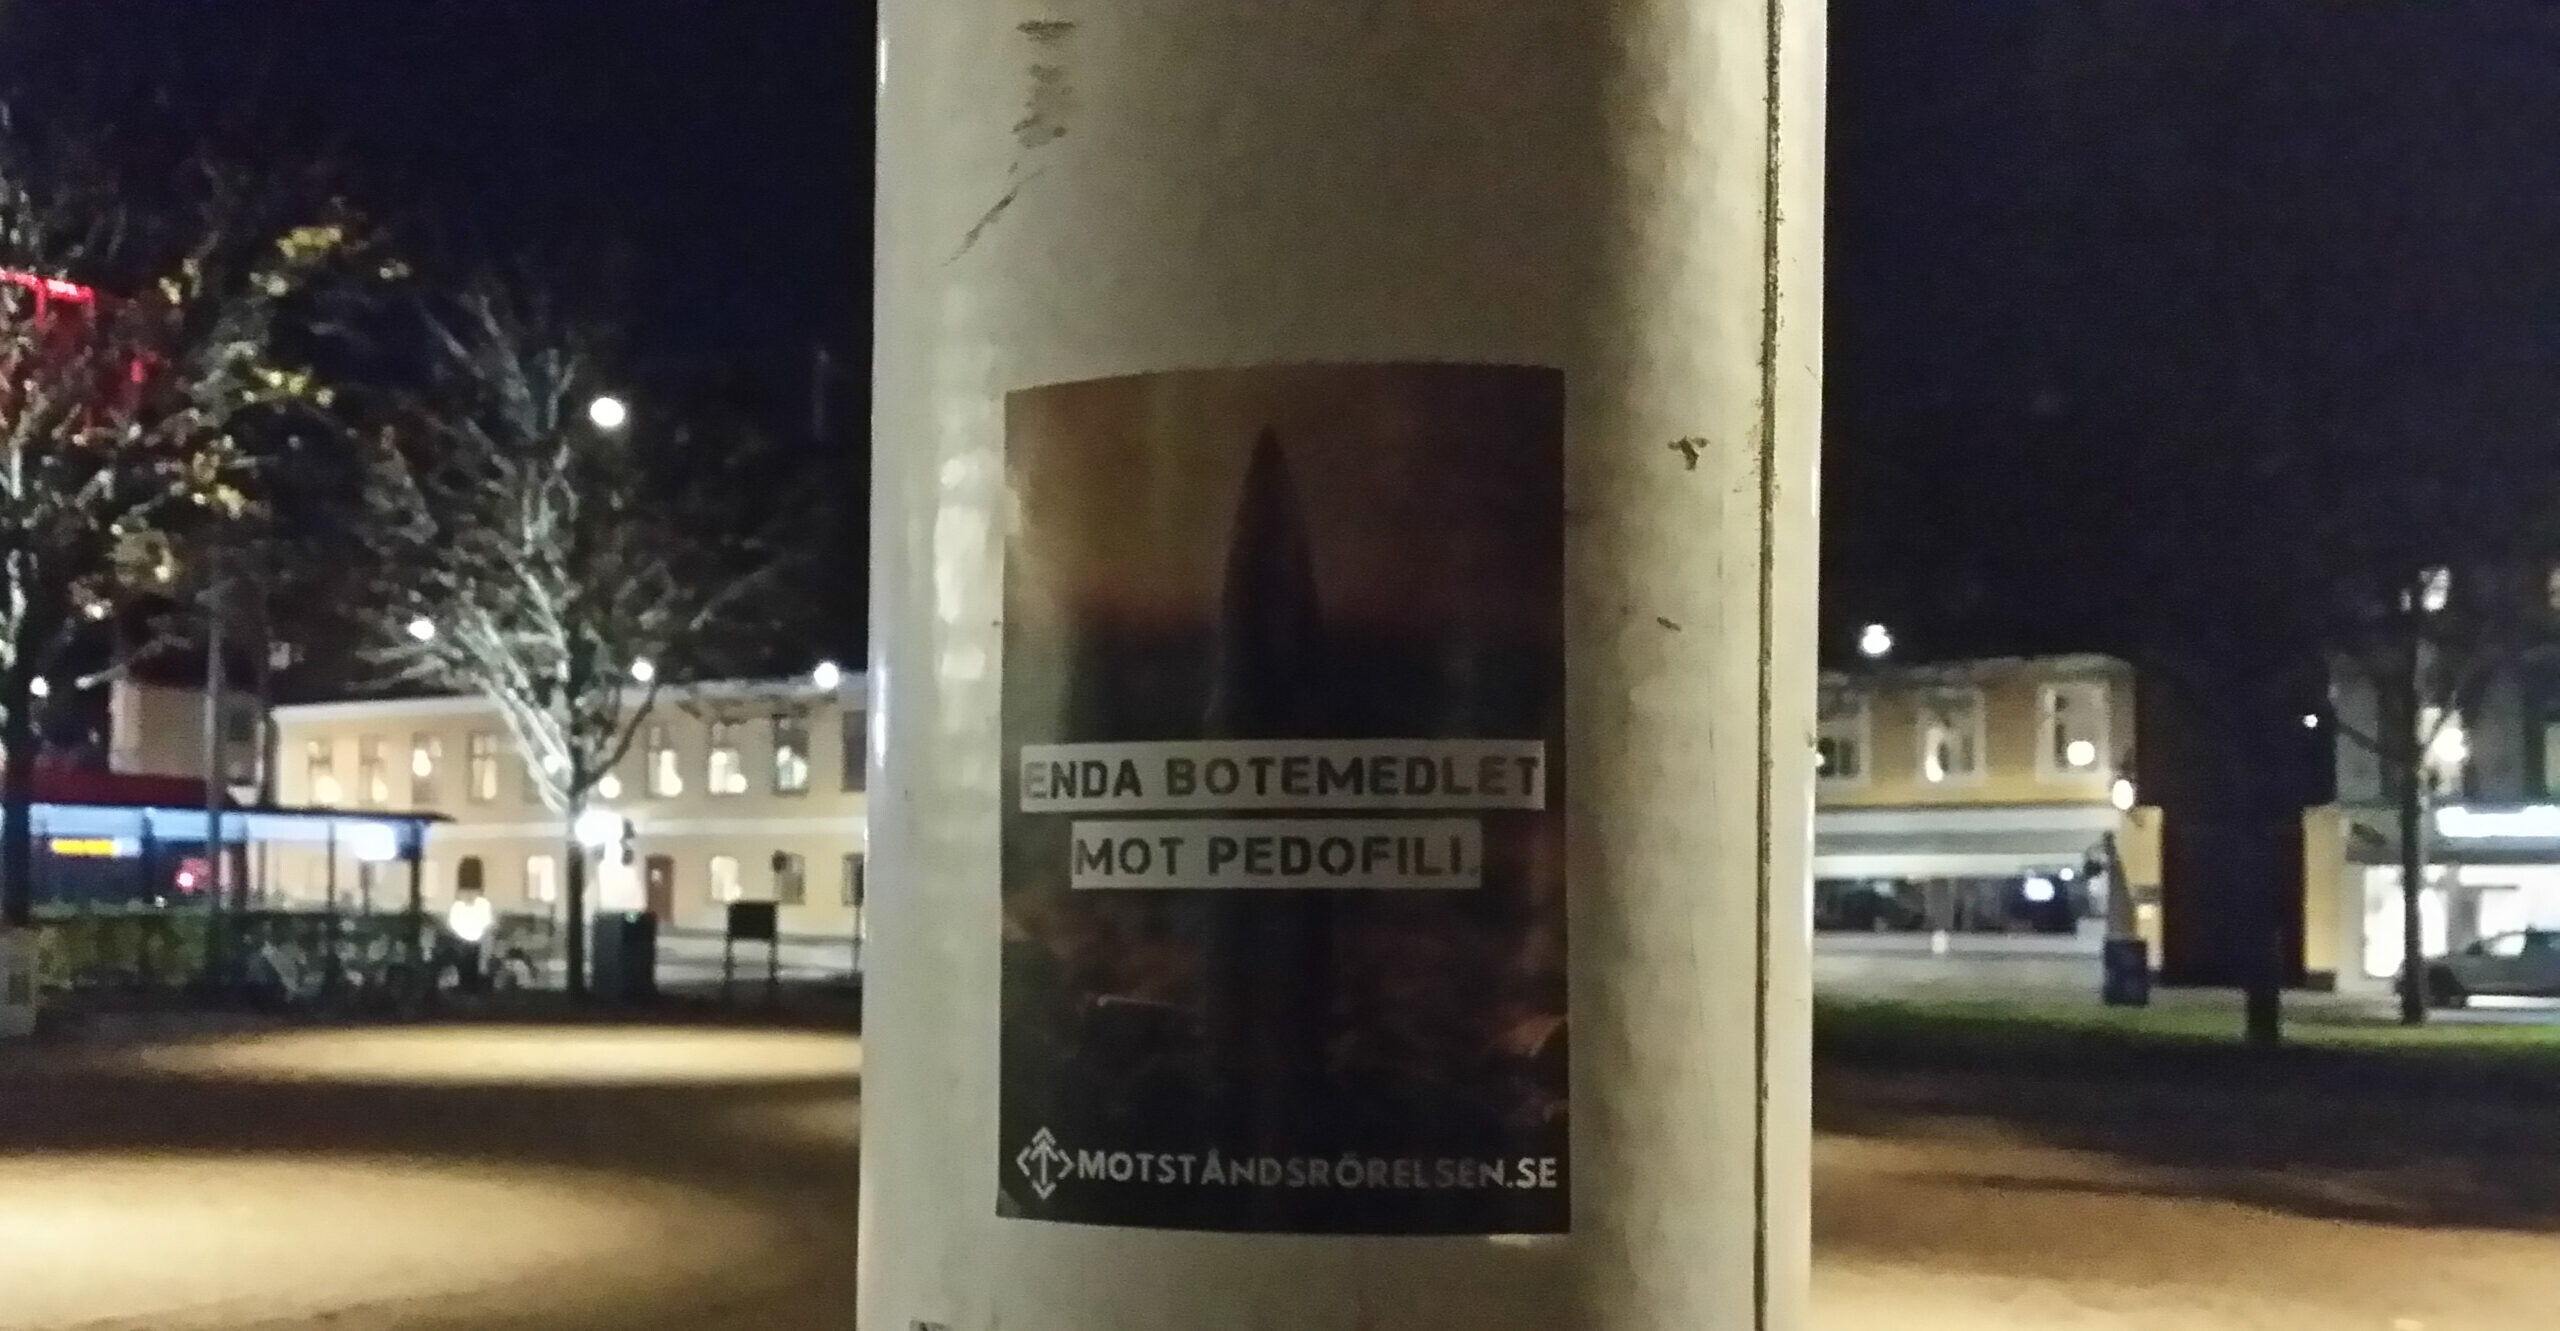 ENDA BOTEMEDLET
MOT PEDOFILI.
MOTSTÅNDSRÖRELSEN.SE